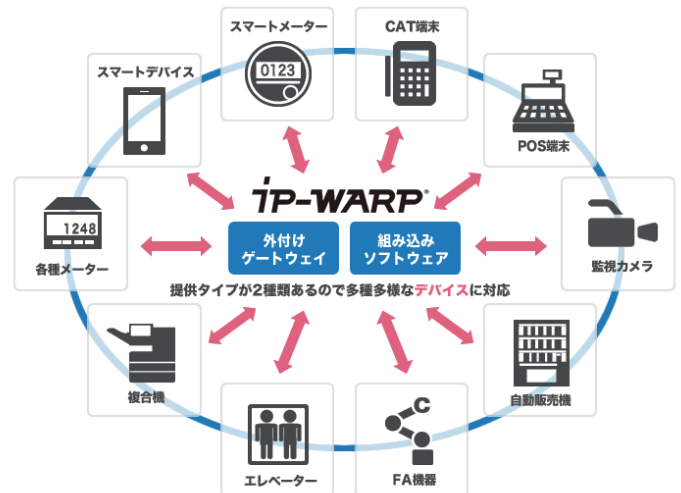 スマートメーター
CAT端末
0123
スマートデバイス
POS端末
iP-WARP®
1248
各種メーター
外付け
ゲートウェイ
組み込み
ソフトウェア
監視カメラ
提供タイプが2種類あるので多種多様なデバイスに対応
複合機
自動販売機
C
エレベーター
FA機器